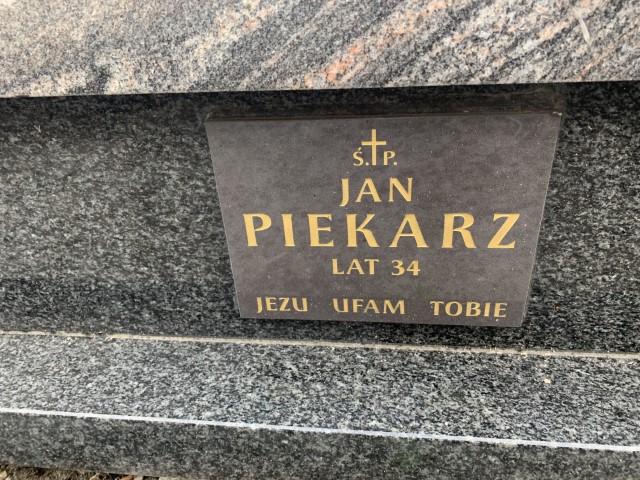 Ś.†P.
JAN
PIEKARZ
LAT 34
JEZU UFAM TOBIE